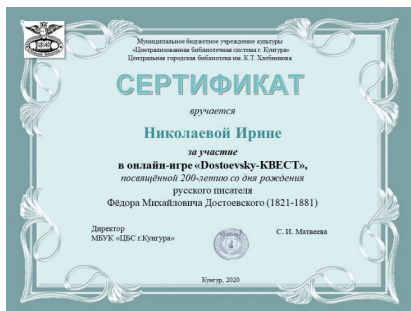 Муниципальное бюджетное учреждение культуры
«Централизованная библиотечная система г. Кунгура»
Центральная городская библиотека им. К.Т. Хлебникова
СЕРТИФИКАТ
вручается
Николаевой Ирине
за участие
в онлайн-игре «Dostoevsky-КВЕСТ»,
посвящённой 200-летию со дня рождения
русского писателя
Фёдора Михайловича Достоевского (1821-1881)
Директор
МБУК «ЦБС г.Кунгура»
С. И. Матвеева
Кунгур, 2020